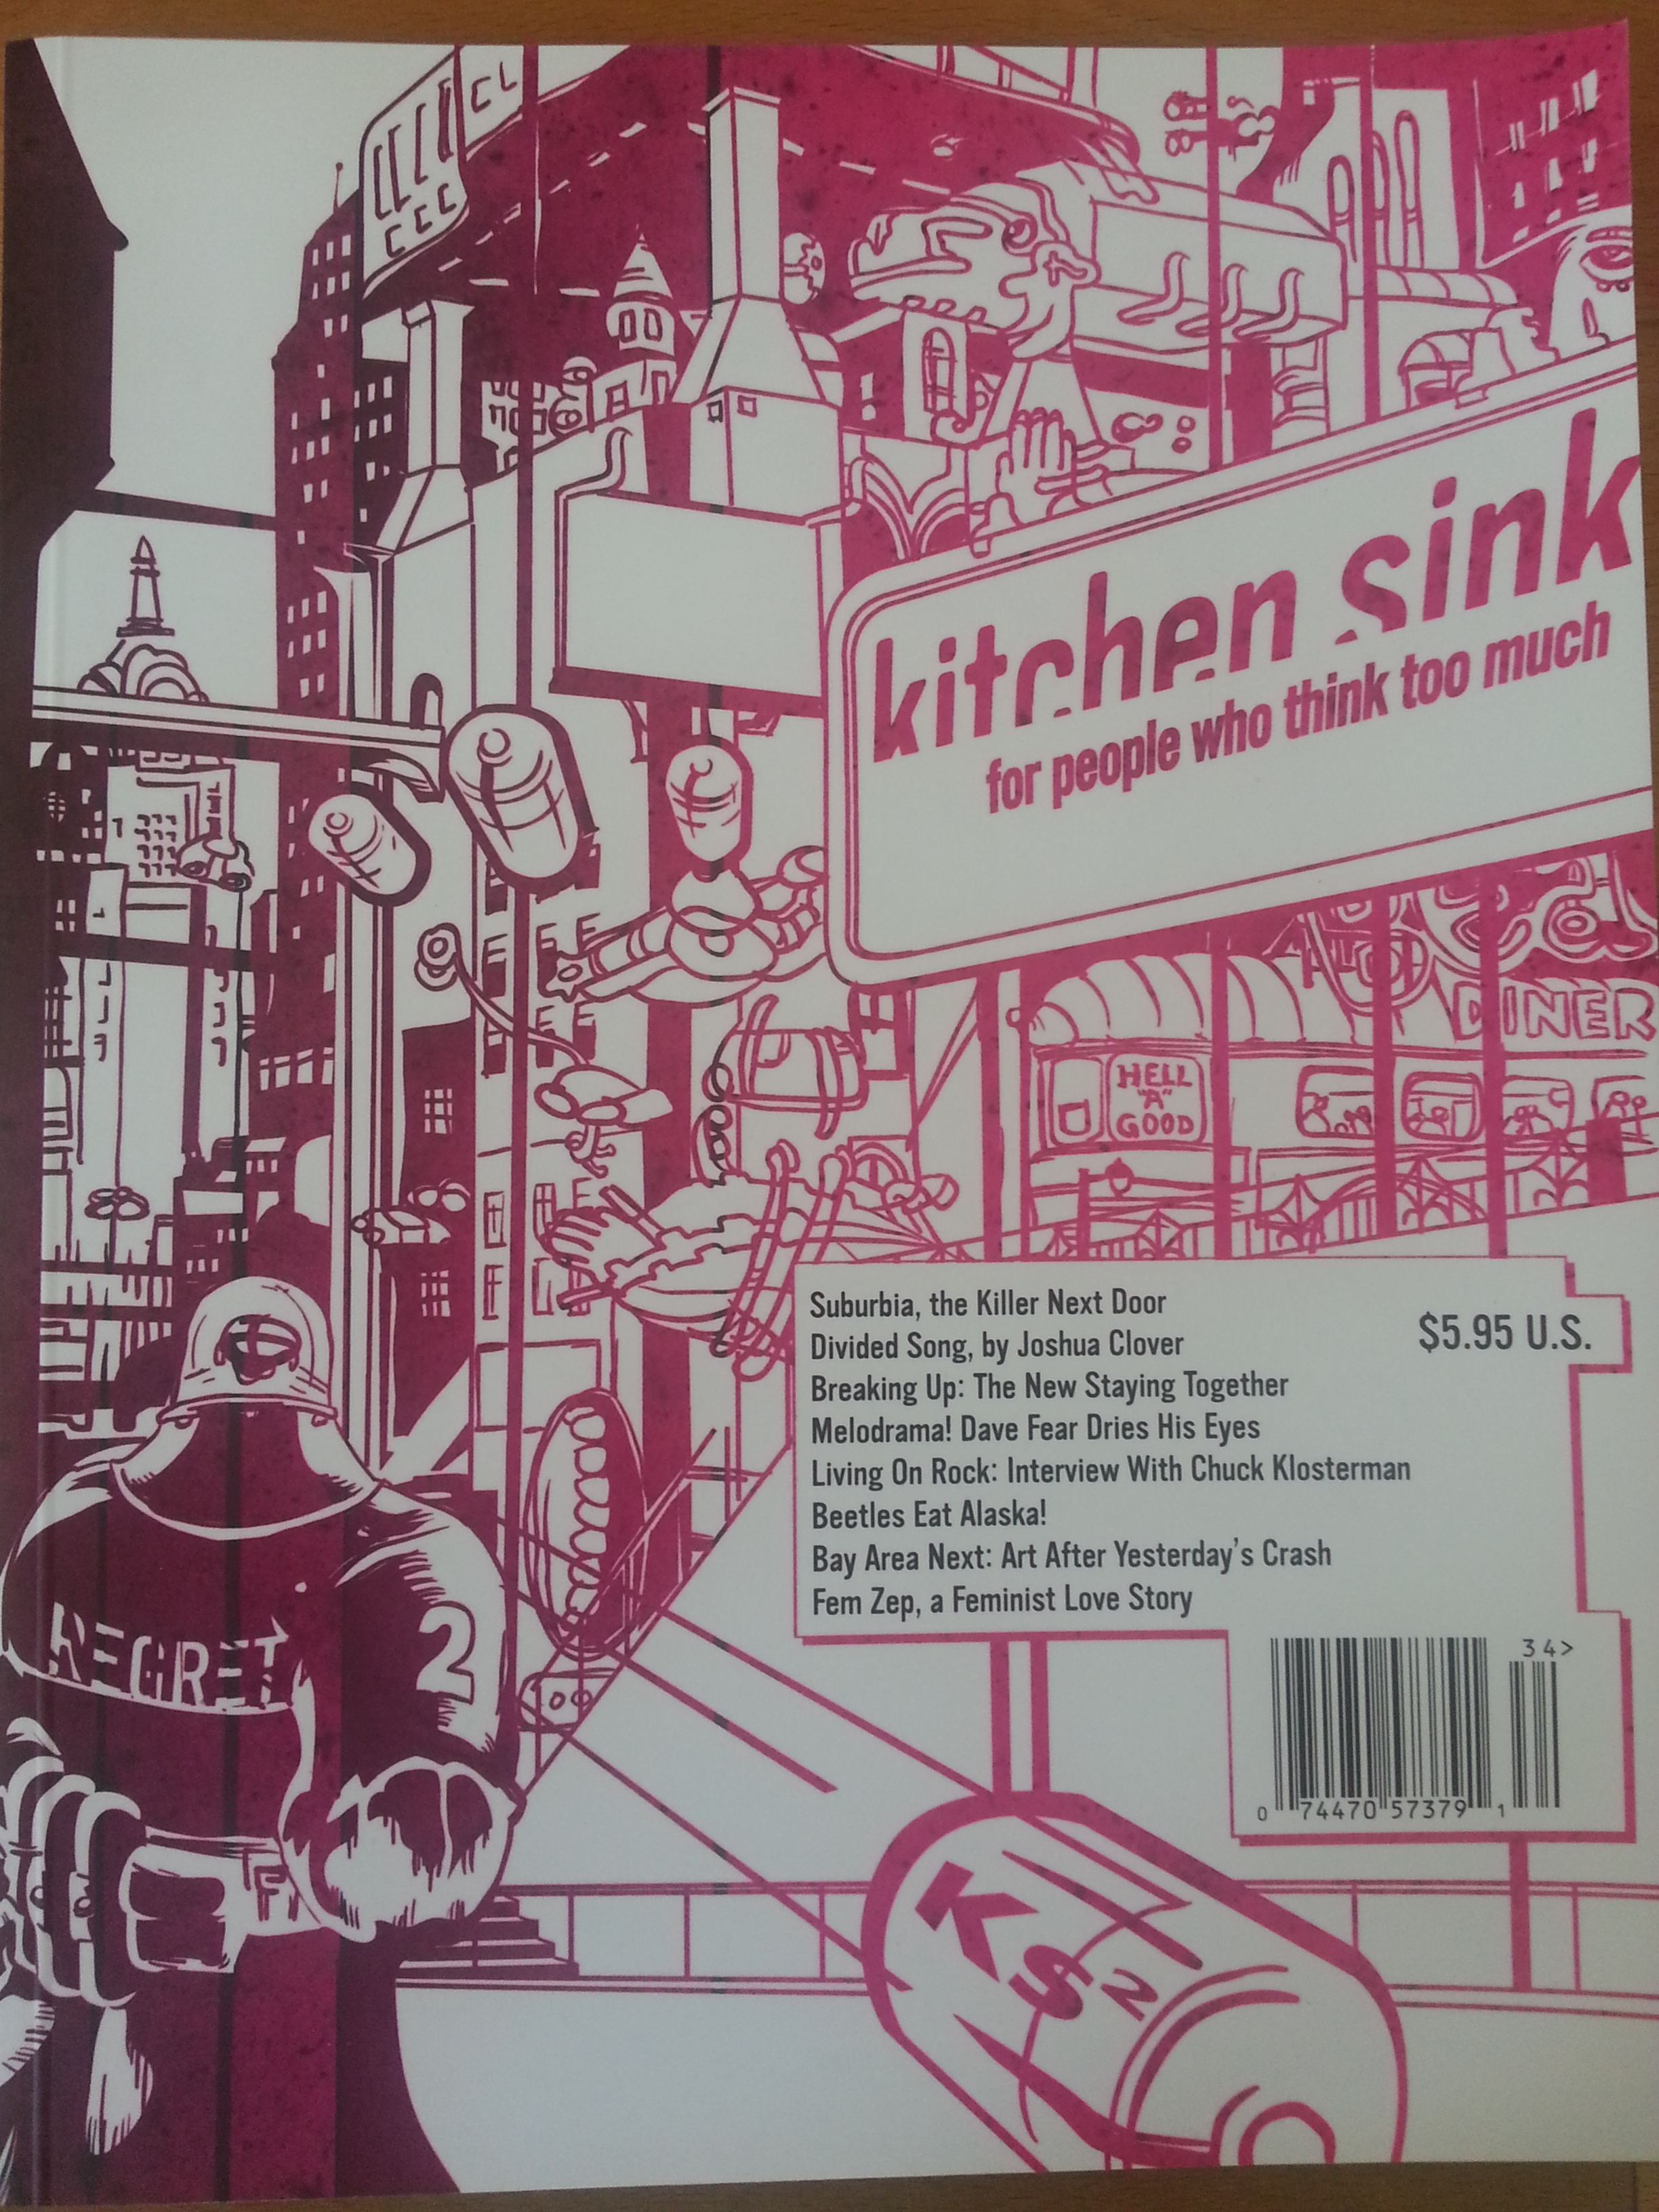 kitchen sink
for people who think too much
DINER
HELL
"A"
GOOD
Suburbia, the Killer Next Door
$5.95 U.S.
Divided Song, by Joshua Clover
Breaking Up: The New Staying Together
Melodrama! Dave Fear Dries His Eyes
Living On Rock: Interview With Chuck Klosterman
Beetles Eat Alaska!
Bay Area Next: Art After Yesterday's Crash
Fem Zep, a Feminist Love Story
REGRET
2
34>
0 74470 57379 1
KS2